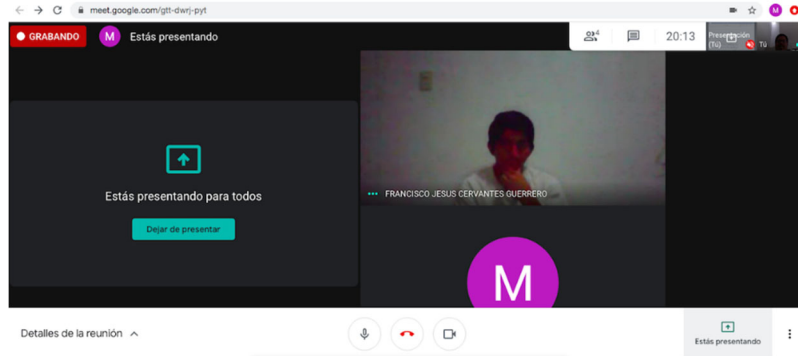 meet.google.com/gtt-dwrj-pyt
M
GRABANDO
M
Estás presentando
4
20:13
Presentación
(Tú)
Tú
Estás presentando para todos
Dejar de presentar
FRANCISCO JESUS CERVANTES GUERRERO
M
Detalles de la reunión
Estás presentando